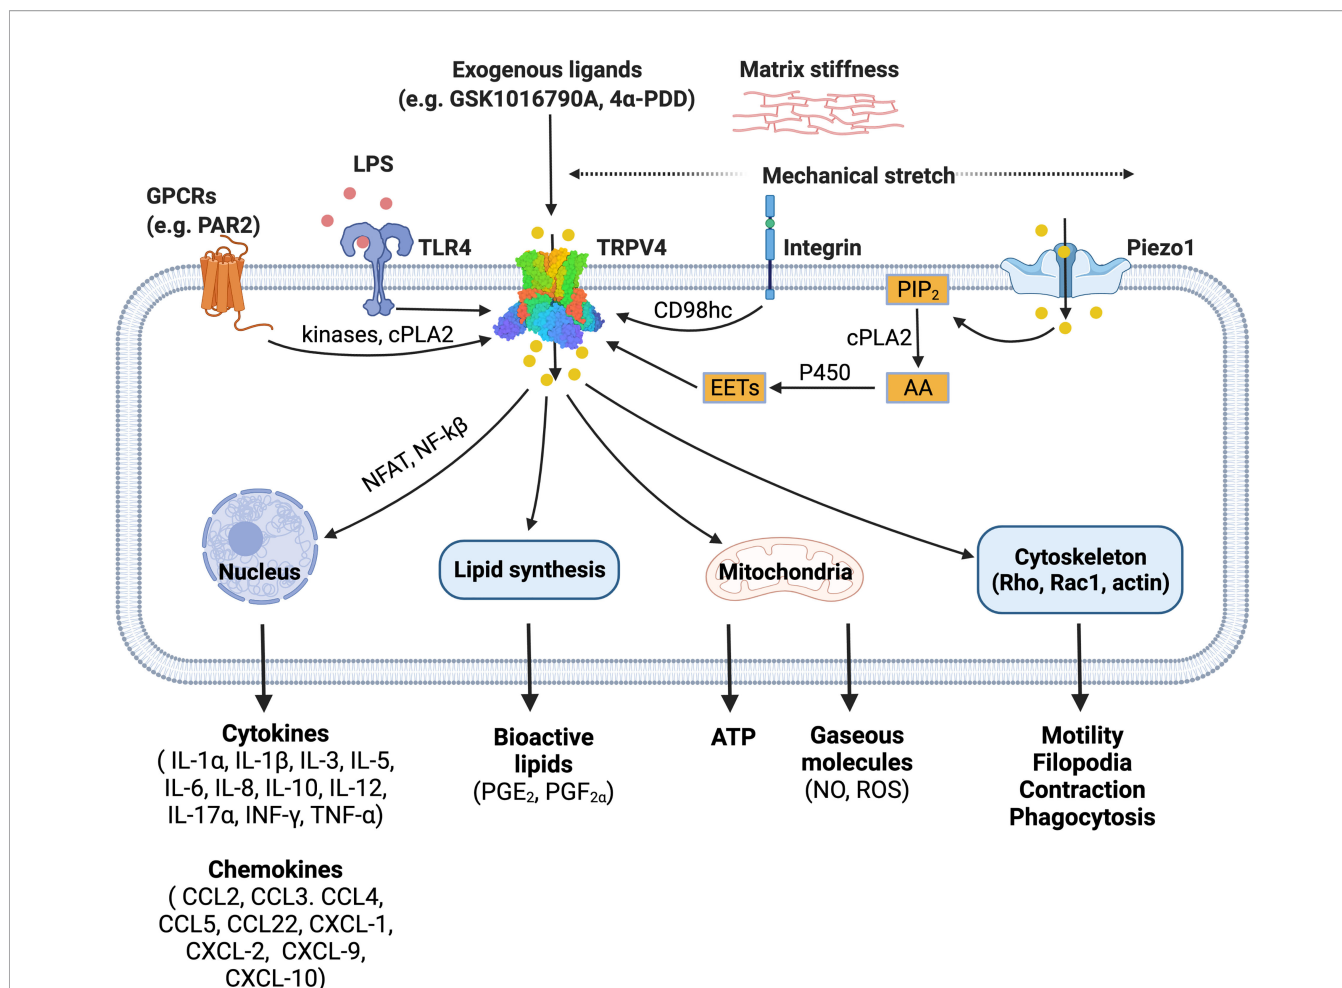 Exogenous ligands
(e.g. GSK1016790A, 4α-PDD)
Matrix stiffness
LPS
Mechanical stretch
GPCRs
(e.g. PAR2)
TLR4
TRPV4
Integrin
Piezo1
PIP₂
CD98hc
kinases, cPLA2
cPLA2
P450
EETs
AA
NFAT, NF-kβ
Nucleus
Lipid synthesis
Mitochondria
Cytoskeleton
(Rho, Rac1, actin)
Cytokines
( IL-1α, IL-1β, IL-3, IL-5,
IL-6, IL-8, IL-10, IL-12,
IL-17α, INF-γ, TNF-α)
Bioactive
lipids
(PGE₂, PGF₂α)
ATP
Gaseous
molecules
(NO, ROS)
Motility
Filopodia
Contraction
Phagocytosis
Chemokines
( CCL2, CCL3. CCL4,
CCL5, CCL22, CXCL-1,
CXCL-2, CXCL-9,
CXCL-10)